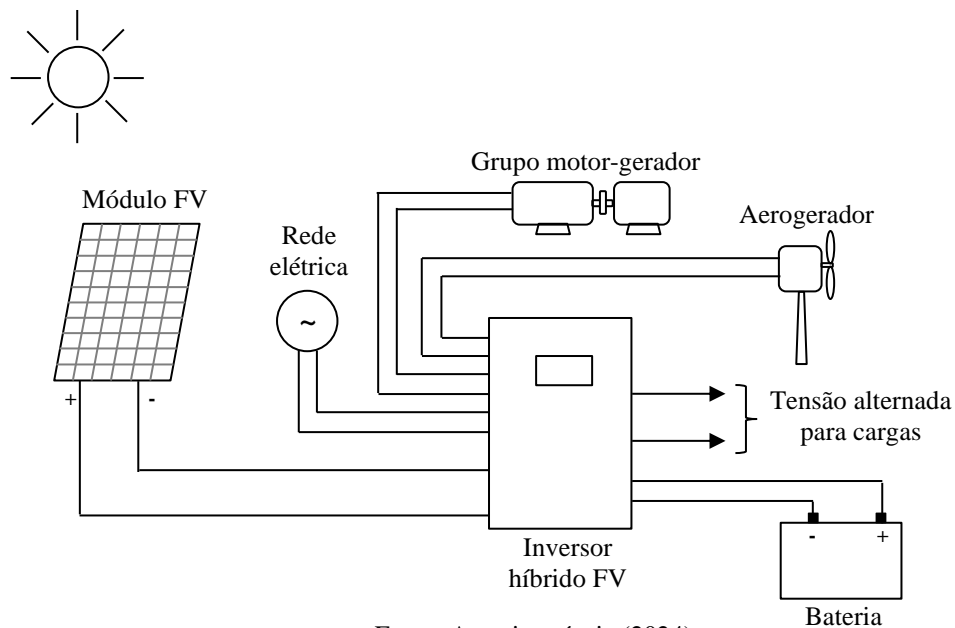 Grupo motor-gerador
Módulo FV
Aerogerador
Rede
elétrica
~
+ -
Tensão alternada
para cargas
- +
Inversor
híbrido FV
Bateria